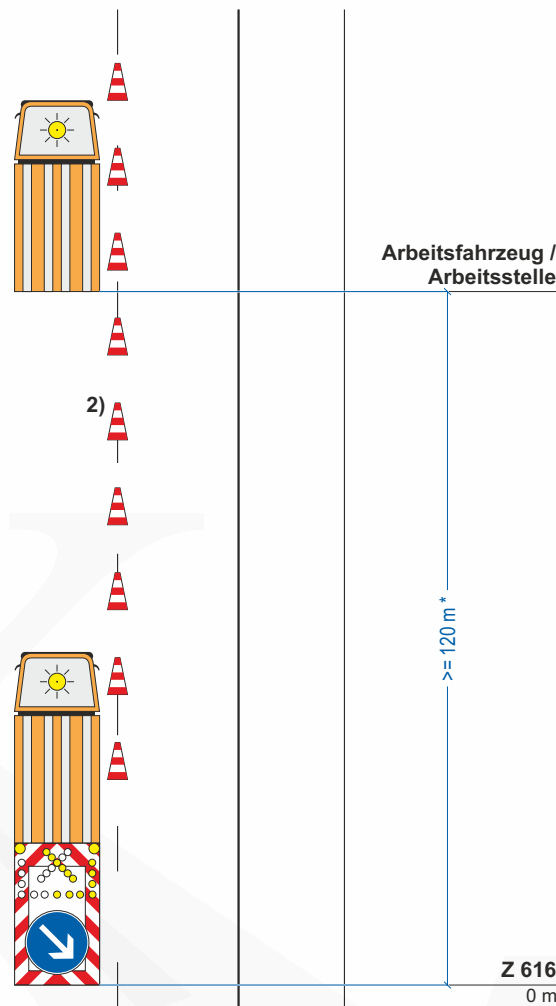 Arbeitsfahrzeug /
Arbeitsstelle
2)
>= 120 m *
Z 616
0 m